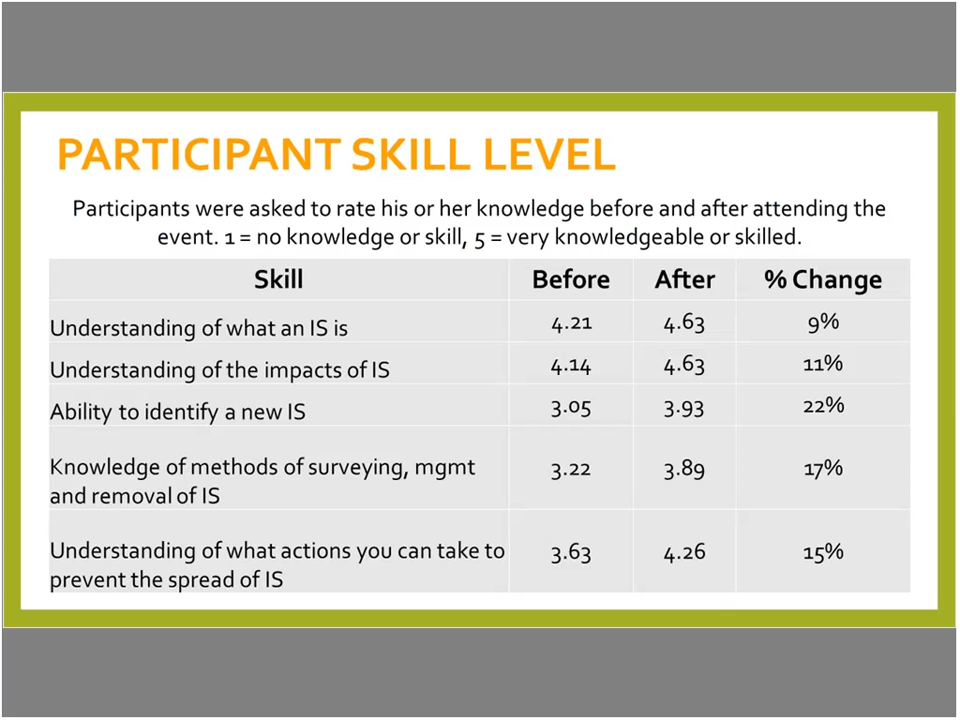 PARTICIPANT SKILL LEVEL
Participants were asked to rate his or her knowledge before and after attending the
event. 1 = no knowledge or skill, 5 = very knowledgeable or skilled.
Skill Before After % Change
Understanding of what an IS is 4.21 4.63 9%
Understanding of the impacts of IS 4.14 4.63 11%
Ability to identify a new IS 3.05 3.93 22%
Knowledge of methods of surveying, mgmt
and removal of IS 3.22 3.89 17%
Understanding of what actions you can take to
prevent the spread of IS 3.63 4.26 15%